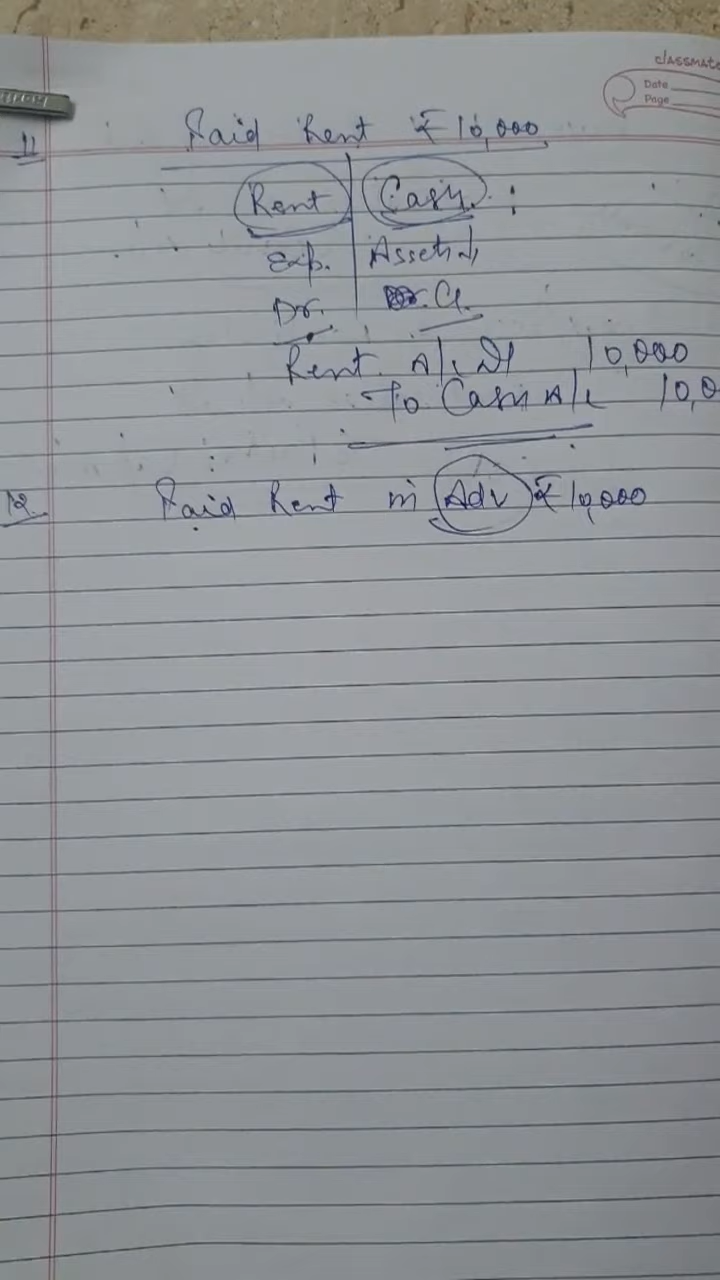 classmate
Date
Page
11 Paid Rent ₹ 10,000
Rent Cash :
Exp. Asset↓
Dr. Cr.
Rent A/c Dr 10,000
To Cash A/c 10,0
12. Paid Rent in Adv ₹ 10,000